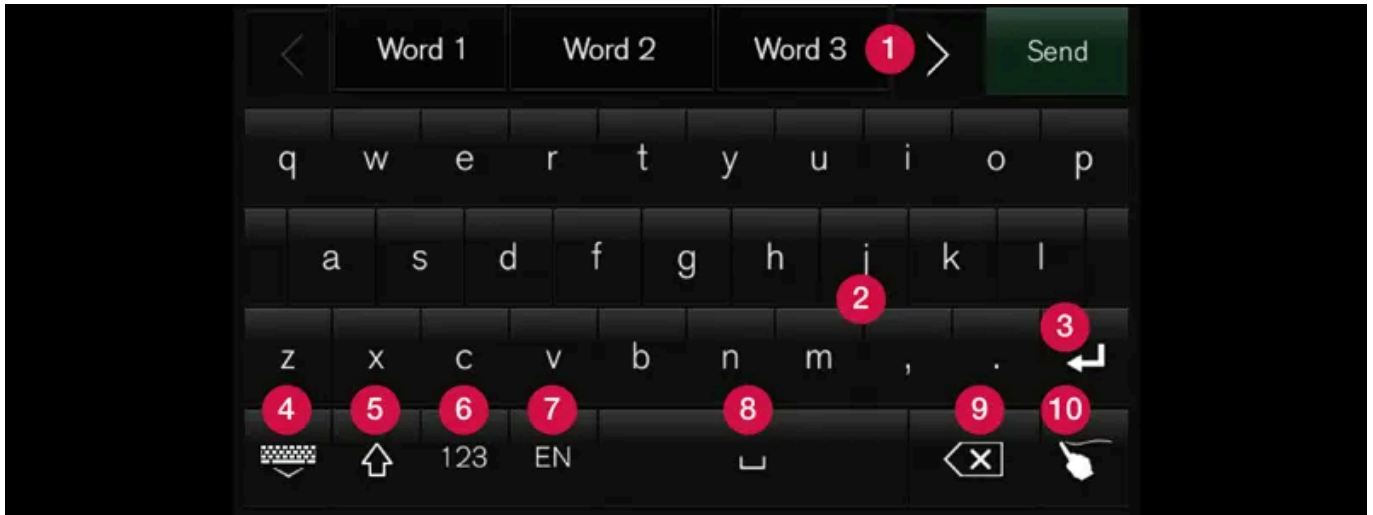 Word 1 Word 2 Word 3 1 Send
q w e r t y u i o p
a s d f g h j k l
2
3
z x c v b n m , .
4 5 6 7 8 9 10
123 EN